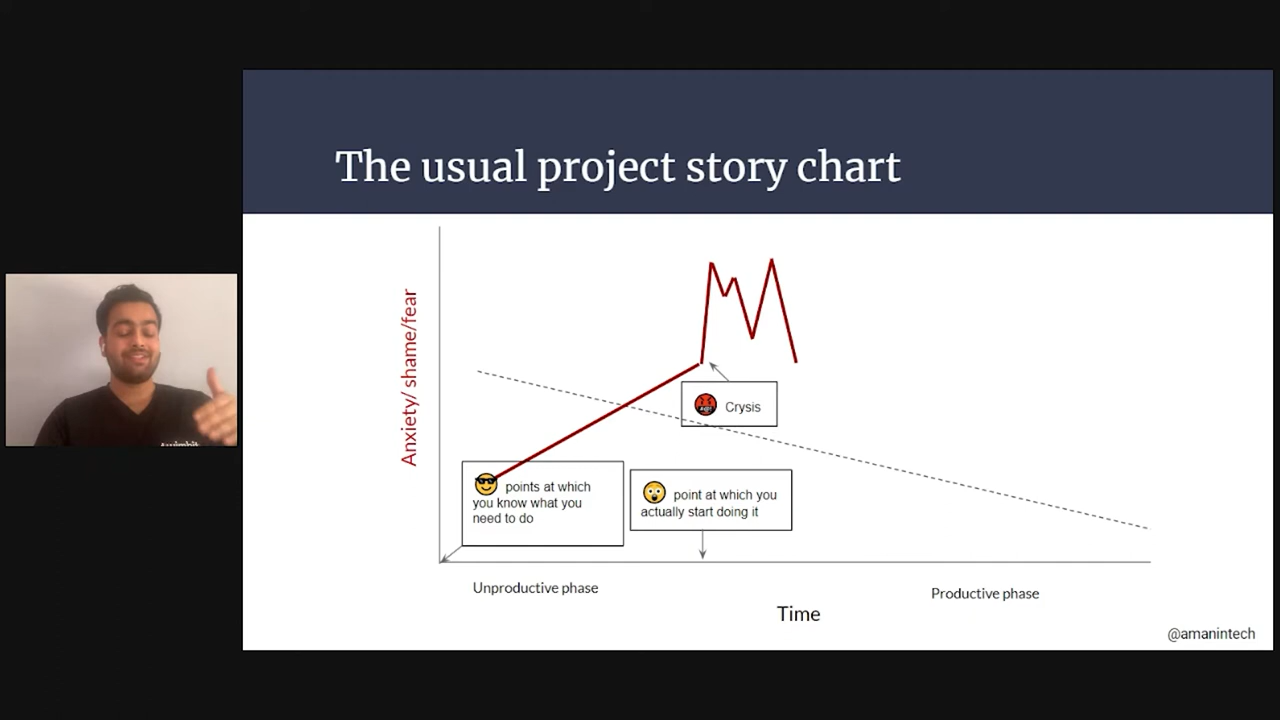 The usual project story chart
Anxiety/ shame/fear
Crysis
points at which
you know what you
need to do
point at which you
actually start doing it
Unproductive phase
Productive phase
Time
@amanintech